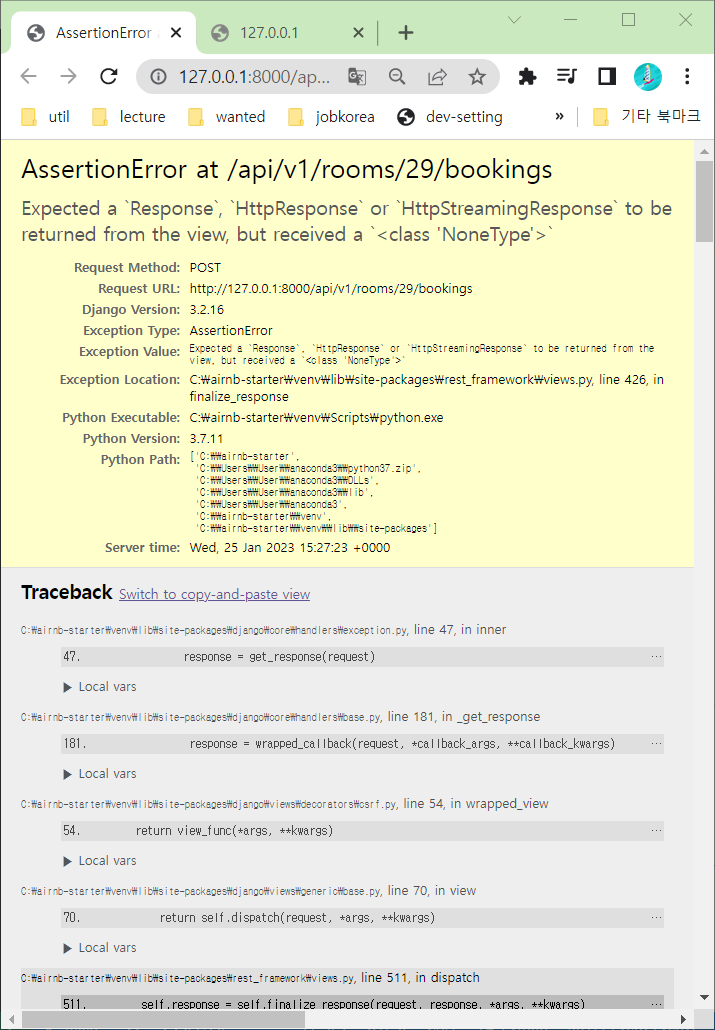 AssertionError
127.0.0.1
127.0.0.1:8000/ap...
util
lecture
wanted
jobkorea
dev-setting
»
기타 북마크
AssertionError at /api/v1/rooms/29/bookings
Expected a `Response`, `HttpResponse` or `HttpStreamingResponse` to be
returned from the view, but received a `<class 'NoneType'>`
Request Method: POST
Request URL: http://127.0.0.1:8000/api/v1/rooms/29/bookings
Django Version: 3.2.16
Exception Type: AssertionError
Exception Value: Expected a `Response`, `HttpResponse` or `HttpStreamingResponse` to be returned from the
view, but received a `<class 'NoneType'>`
Exception Location: C:₩airnb-starter₩venv₩lib₩site-packages₩rest_framework₩views.py, line 426, in
finalize_response
Python Executable: C:₩airnb-starter₩venv₩Scripts₩python.exe
Python Version: 3.7.11
Python Path: ['C:₩₩airnb-starter',
'C:₩₩Users₩₩User₩₩anaconda3₩₩python37.zip',
'C:₩₩Users₩₩User₩₩anaconda3₩₩DLLs',
'C:₩₩Users₩₩User₩₩anaconda3₩₩lib',
'C:₩₩Users₩₩User₩₩anaconda3',
'C:₩₩airnb-starter₩₩venv',
'C:₩₩airnb-starter₩₩venv₩₩lib₩₩site-packages']
Server time: Wed, 25 Jan 2023 15:27:23 +0000
Traceback Switch to copy-and-paste view
C:₩airnb-starter₩venv₩lib₩site-packages₩django₩core₩handlers₩exception.py, line 47, in inner
47. response = get_response(request) …
▶ Local vars
C:₩airnb-starter₩venv₩lib₩site-packages₩django₩core₩handlers₩base.py, line 181, in _get_response
181. response = wrapped_callback(request, *callback_args, **callback_kwargs) …
▶ Local vars
C:₩airnb-starter₩venv₩lib₩site-packages₩django₩views₩decorators₩csrf.py, line 54, in wrapped_view
54. return view_func(*args, **kwargs) …
▶ Local vars
C:₩airnb-starter₩venv₩lib₩site-packages₩django₩views₩generic₩base.py, line 70, in view
70. return self.dispatch(request, *args, **kwargs) …
▶ Local vars
C:₩airnb-starter₩venv₩lib₩site-packages₩rest_framework₩views.py, line 511, in dispatch
511. self.response = self.finalize_response(request, response, *args, **kwargs) …